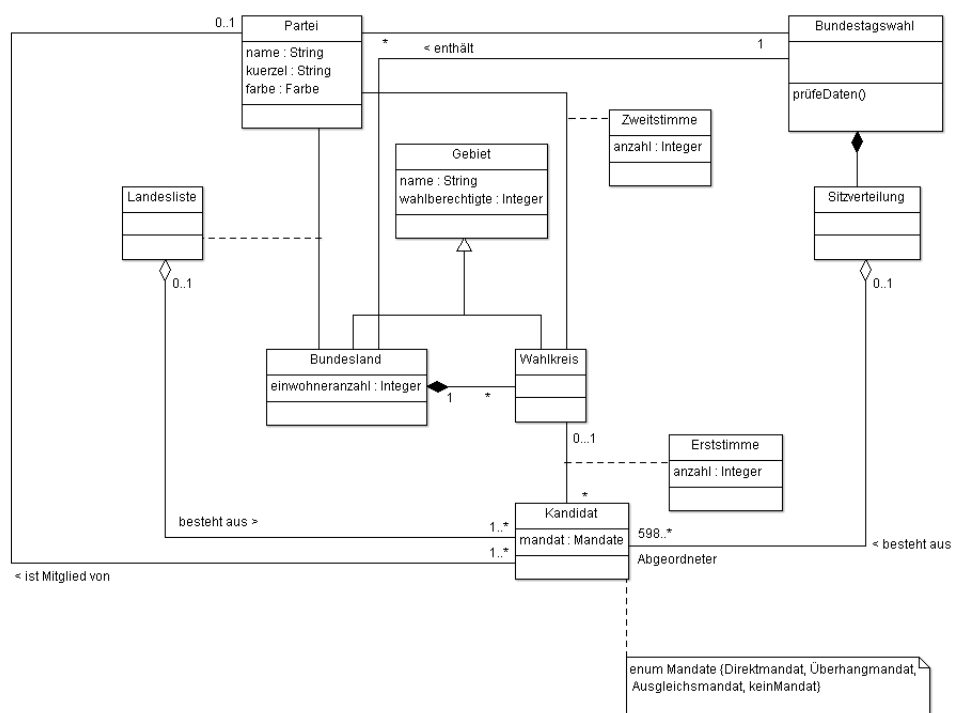 0..1
Partei
name : String
kuerzel : String
farbe : Farbe
*
< enthält
1
Bundestagswahl
prüfeDaten()
Zweitstimme
anzahl : Integer
Gebiet
name : String
wahlberechtigte : Integer
Landesliste
0..1
Sitzverteilung
0..1
Bundesland
einwohneranzahl : Integer
1
*
Wahlkreis
0...1
Erststimme
anzahl : Integer
*
Kandidat
mandat : Mandate
besteht aus >
1..*
1..*
598..*
Abgeordneter
< besteht aus
< ist Mitglied von
enum Mandate {Direktmandat, Überhangmandat,
Ausgleichsmandat, keinMandat}